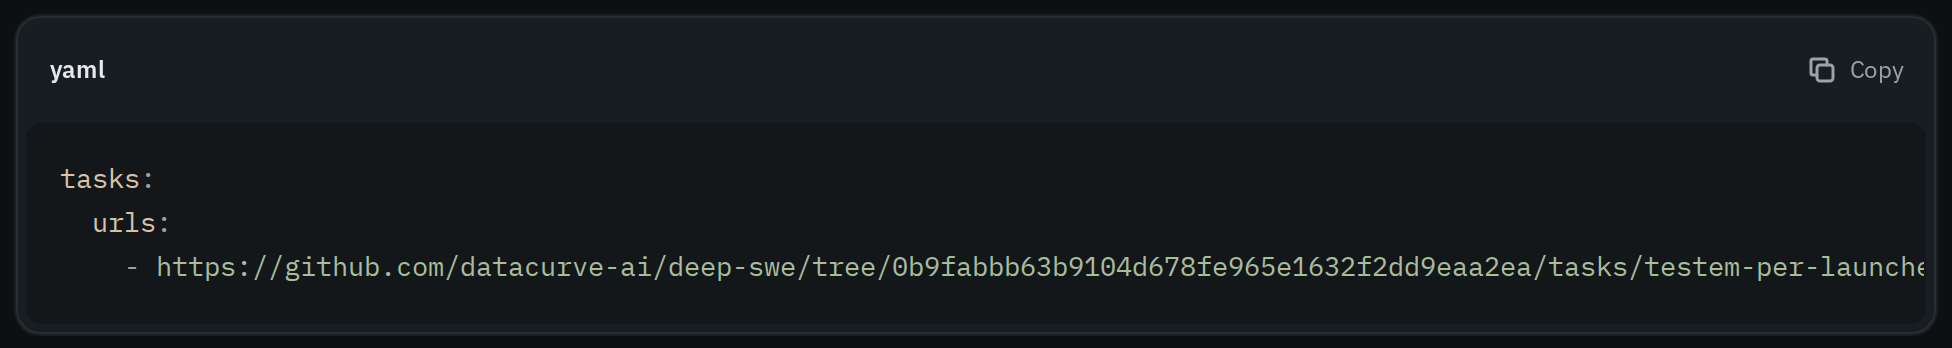 yaml
Copy
tasks:
  urls:
    - https://github.com/datacurve-ai/deep-swe/tree/0b9fabbb63b9104d678fe965e1632f2dd9eaa2ea/tasks/testem-per-launche